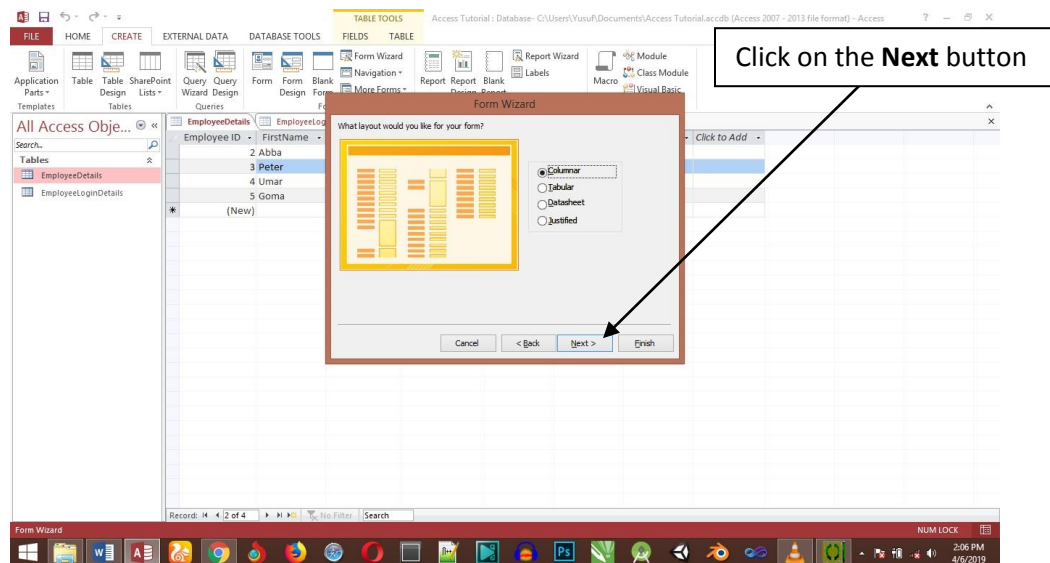 TABLE TOOLS
Access Tutorial : Database- C:\Users\Yusuf\Documents\Access Tutorial.accdb (Access 2007 - 2013 file format) - Access
FILE HOME CREATE EXTERNAL DATA DATABASE TOOLS FIELDS TABLE
Click on the Next button
Application Parts
Table
Table Design
SharePoint Lists
Query Wizard
Query Design
Form
Form Design
Blank Form
Form Wizard
Navigation
More Forms
Report
Report Design
Blank Report
Report Wizard
Labels
Macro
Module
Class Module
Visual Basic
Templates Tables Queries
Form Wizard
All Access Obje...
Search..
Tables
EmployeeDetails
EmployeeLoginDetails
EmployeeDetails EmployeeLog
Employee ID FirstName Click to Add
2 Abba
3 Peter
4 Umar
5 Goma
(New)
What layout would you like for your form?
Columnar
Tabular
Datasheet
Justified
Cancel < Back Next > Finish
Record: 2 of 4 No Filter Search
Form Wizard NUM LOCK
2:06 PM
4/6/2019